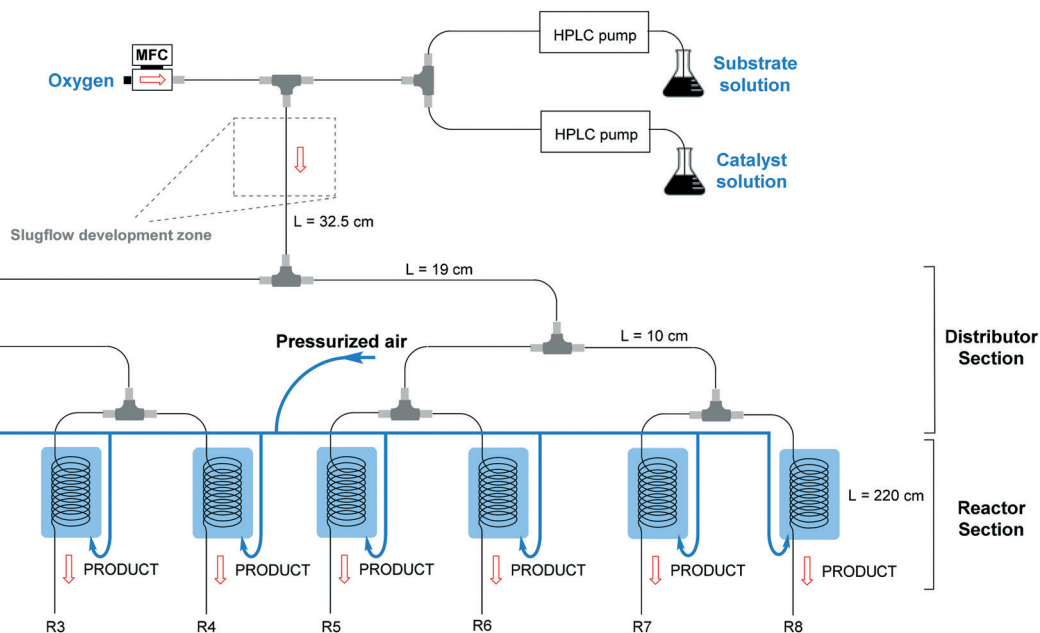 HPLC pump
MFC
Oxygen
Substrate
solution
HPLC pump
Catalyst
solution
L = 32.5 cm
Slugflow development zone
L = 19 cm
Pressurized air
L = 10 cm
Distributor
Section
L = 220 cm
Reactor
Section
PRODUCT
PRODUCT
PRODUCT
PRODUCT
PRODUCT
PRODUCT
R3
R4
R5
R6
R7
R8